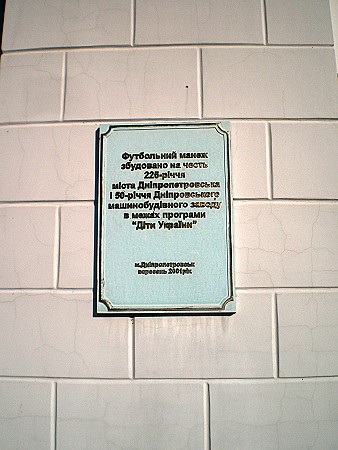 Футбольний манеж
збудовано на честь
225-річчя
міста Дніпропетровська
і 50-річчя Дніпровського
машинобудівного заводу
в межах програми
"Діти України"
м.Дніпропетровськ
вересень 2001рік